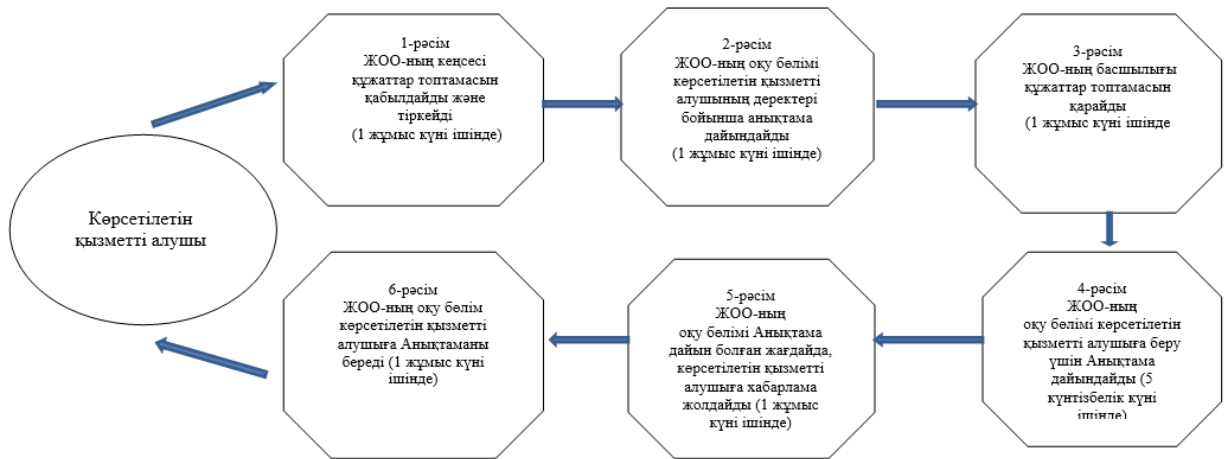 Көрсетілетін
қызметті алушы
1-рәсім
ЖОО-ның кеңсесі
құжаттар топтамасын
қабылдайды және
тіркейді
(1 жұмыс күні ішінде)
2-рәсім
ЖОО-ның оқу бөлімі
көрсетілетін қызметті
алушының деректері
бойынша анықтама
дайындайды
(1 жұмыс күні ішінде)
3-рәсім
ЖОО-ның басшылығы
құжаттар топтамасын
қарайды
(1 жұмыс күні ішінде
4-рәсім
ЖОО-ның
оқу бөлімі көрсетілетін
қызметті алушыға беру
үшін Анықтама
дайындайды (5
күнтізбелік күні
ішінде)
5-рәсім
ЖОО-ның
оқу бөлімі Анықтама
дайын болған жағдайда,
көрсетілетін қызметті
алушыға хабарлама
жолдайды (1 жұмыс
күні ішінде)
6-рәсім
ЖОО-ның оқу бөлім
көрсетілетін қызметті
алушыға Анықтаманы
береді (1 жұмыс күні
ішінде)